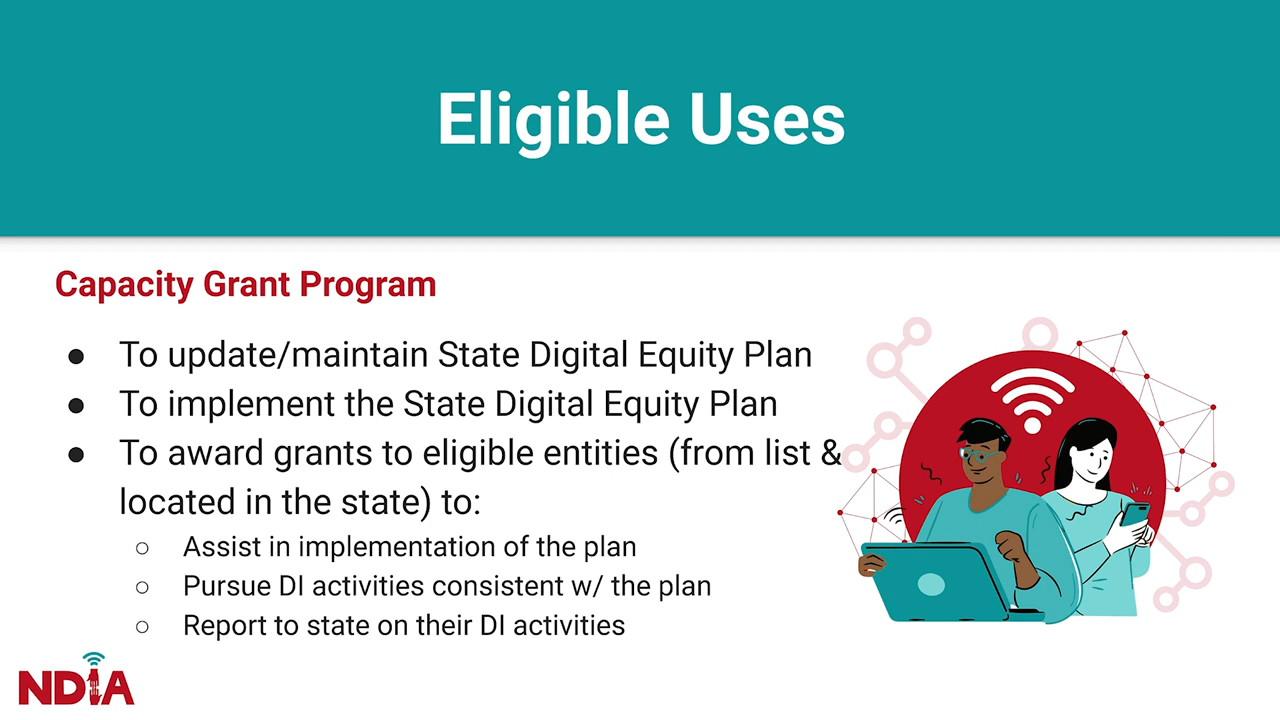 Eligible Uses
Capacity Grant Program
● To update/maintain State Digital Equity Plan
● To implement the State Digital Equity Plan
● To award grants to eligible entities (from list &
located in the state) to:
○ Assist in implementation of the plan
○ Pursue DI activities consistent w/ the plan
○ Report to state on their DI activities
NDIA